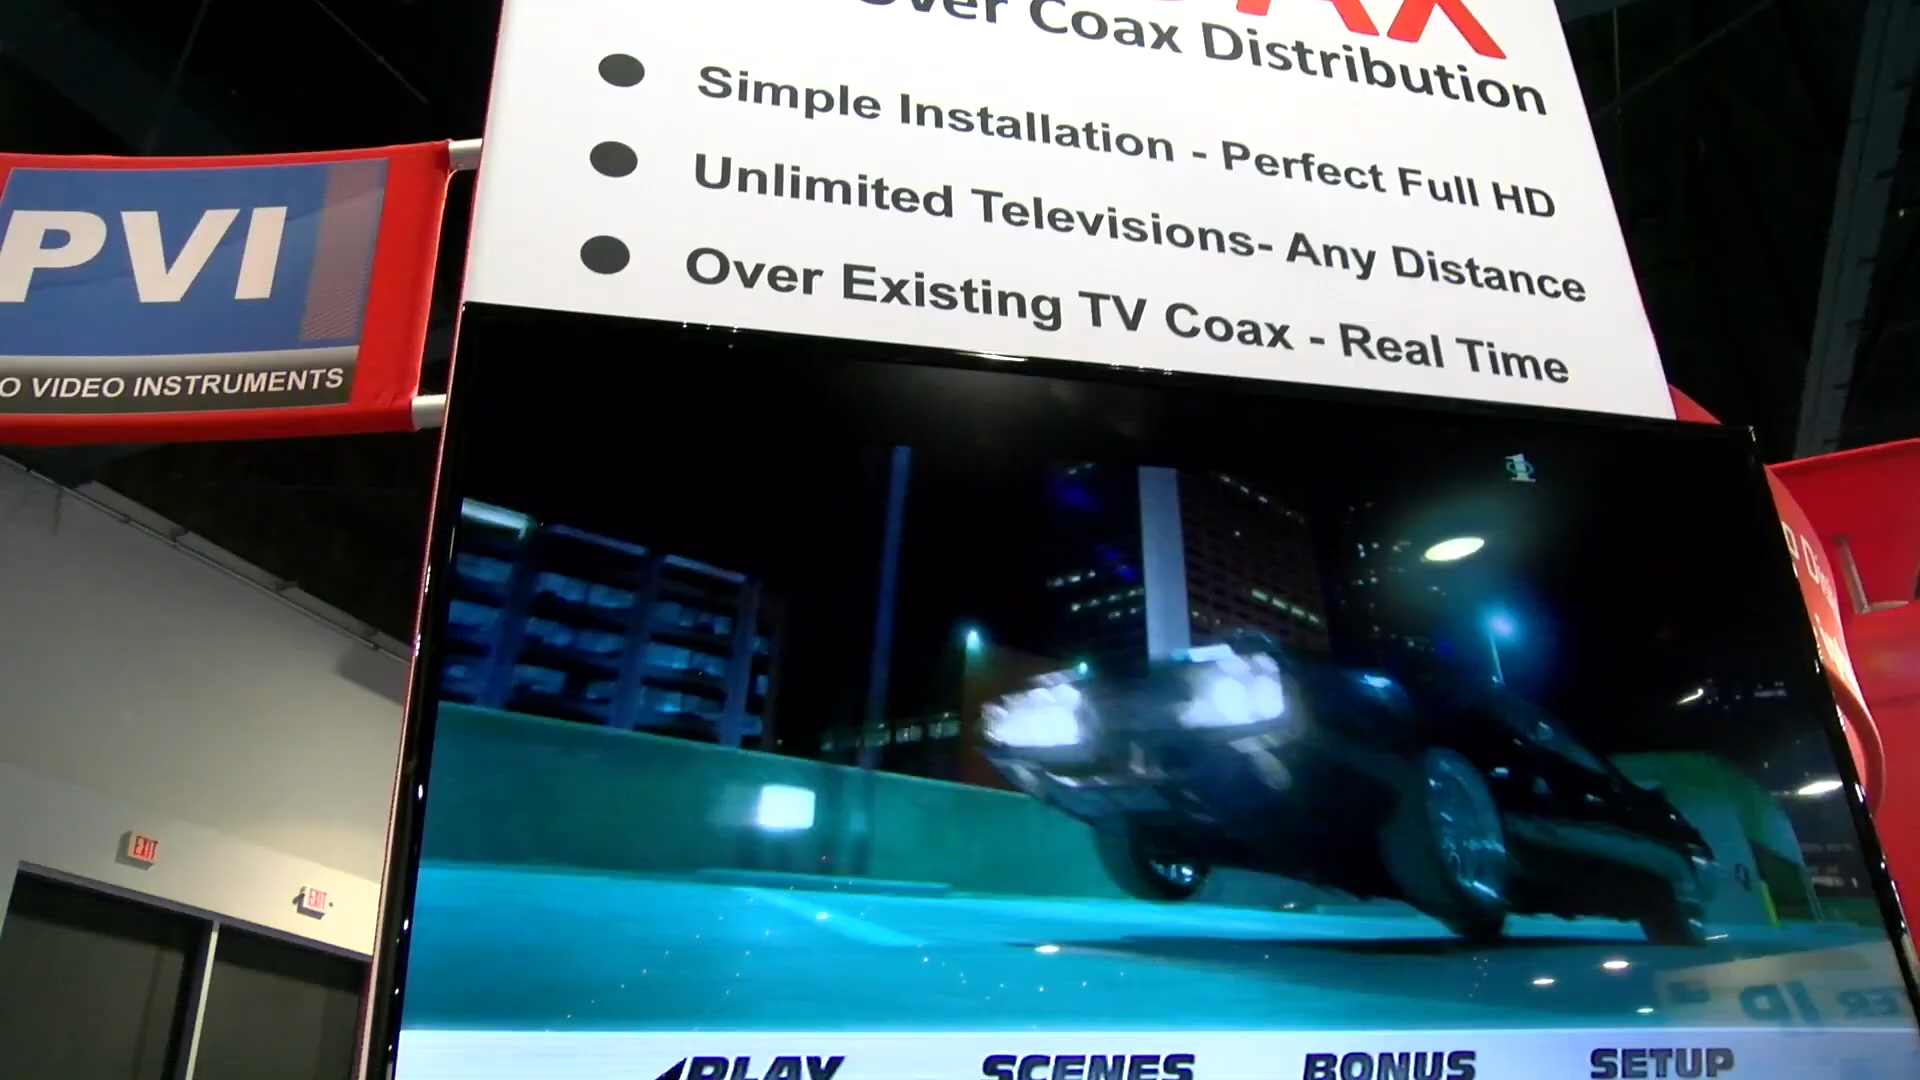 Over Coax Distribution
Simple Installation - Perfect Full HD
Unlimited Televisions- Any Distance
Over Existing TV Coax - Real Time
PVI
O VIDEO INSTRUMENTS
EXIT
EXIT
PLAY SCENES BONUS SETUP